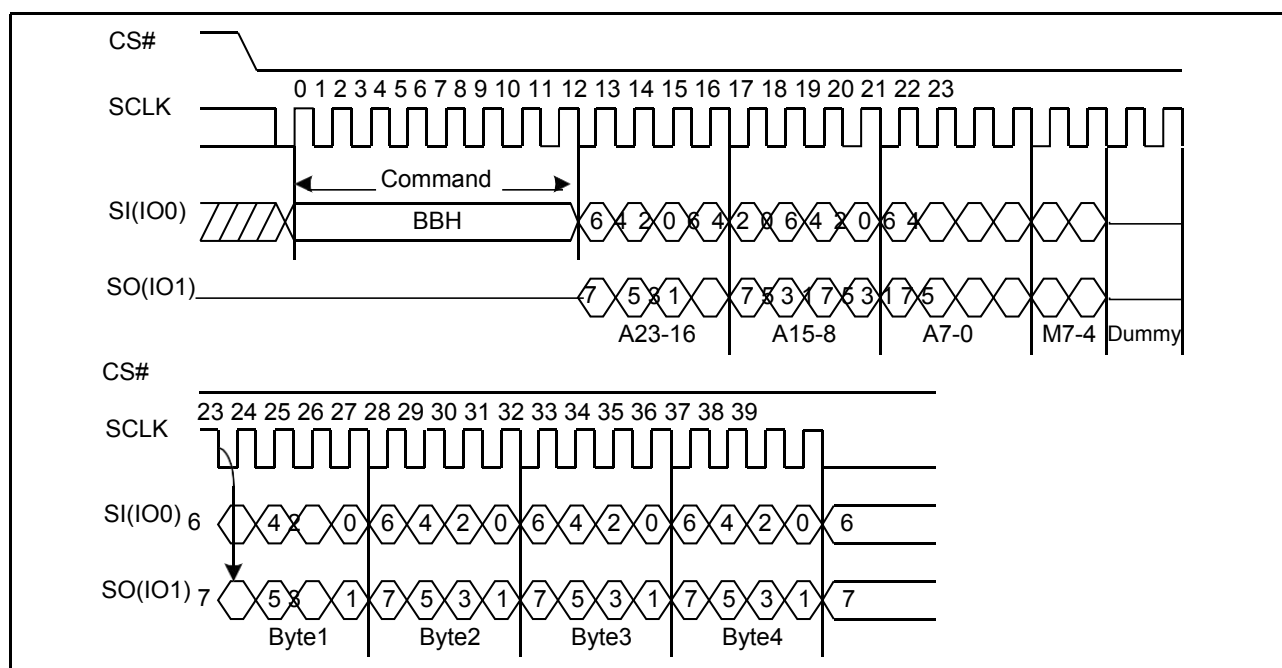 CS#
0 1 2 3 4 5 6 7 8 9 10 11 12 13 14 15 16 17 18 19 20 21 22 23
SCLK
Command
SI(IO0) BBH 6 4 2 0 6 4 2 0 6 4 2 0 6 4
SO(IO1) 7 5 3 1 7 5 3 1 7 5 3 1 7 5
A23-16 A15-8 A7-0 M7-4 Dummy
CS#
23 24 25 26 27 28 29 30 31 32 33 34 35 36 37 38 39
SCLK
SI(IO0) 6 4 2 0 6 4 2 0 6 4 2 0 6 4 2 0 6
SO(IO1) 7 5 3 1 7 5 3 1 7 5 3 1 7 5 3 1 7
Byte1 Byte2 Byte3 Byte4